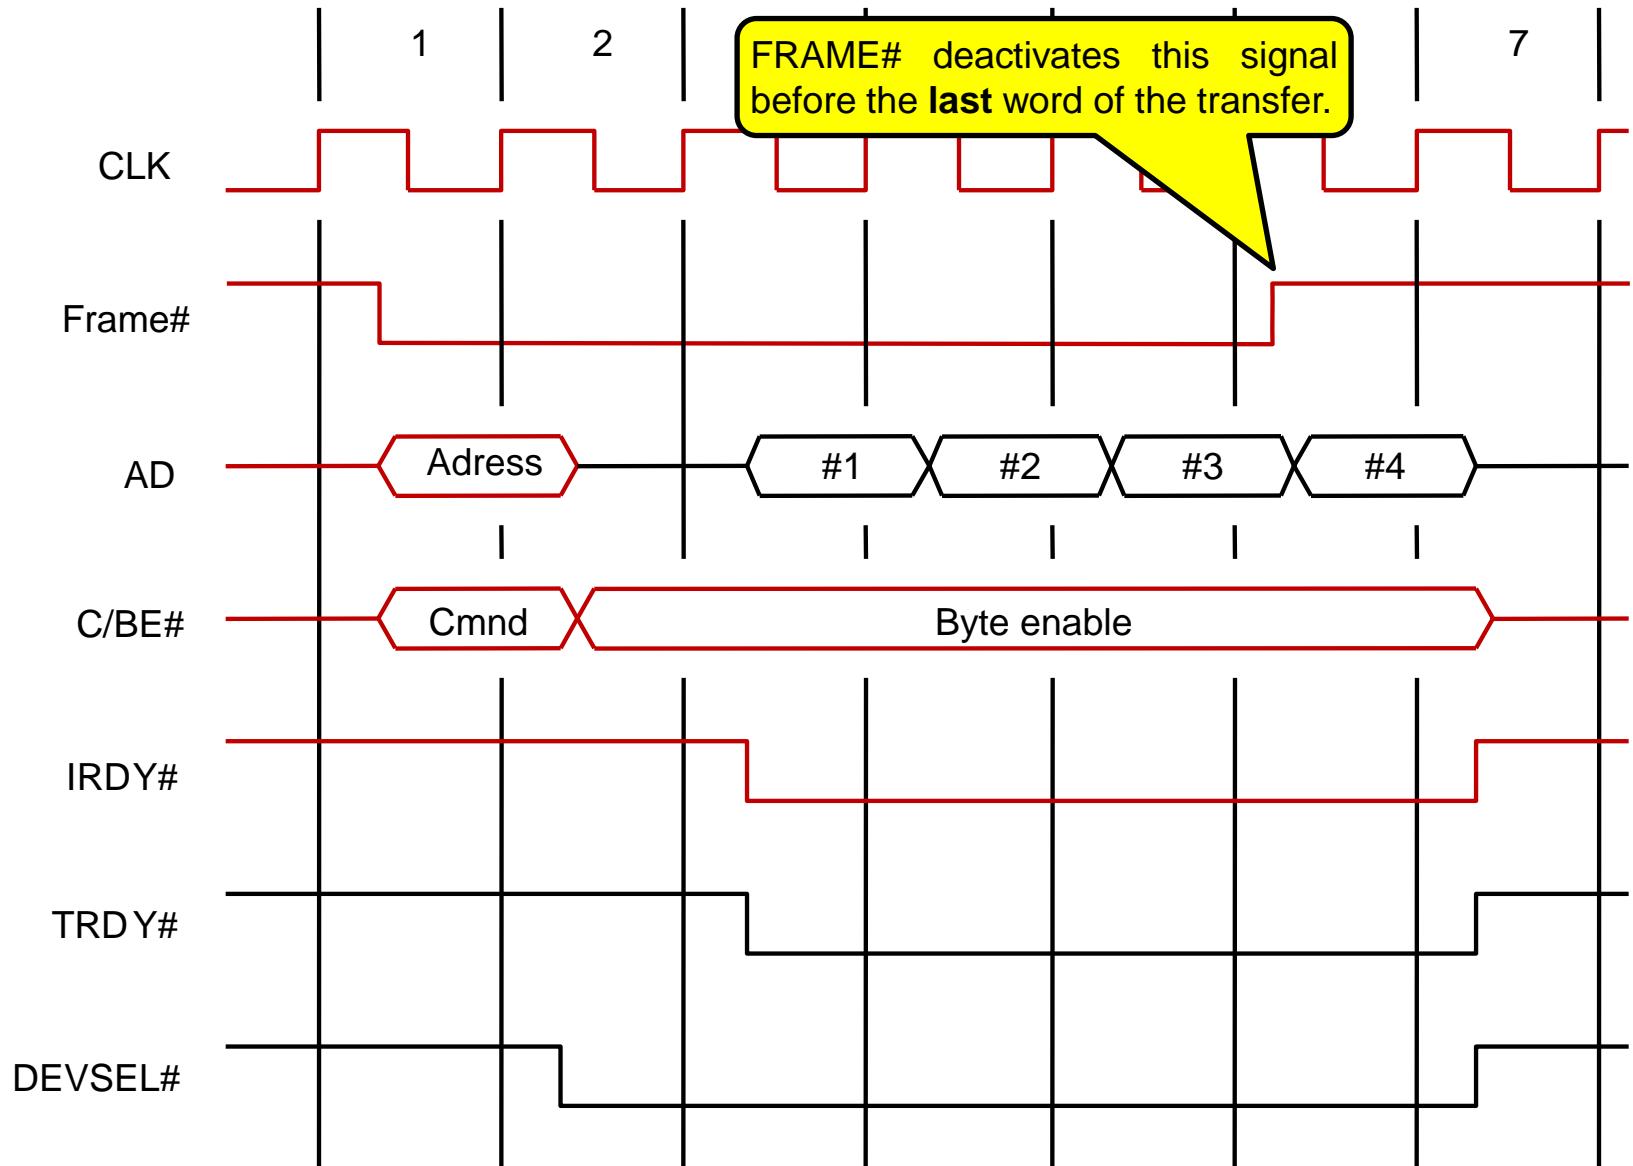 1 2 7
FRAME# deactivates this signal
before the last word of the transfer.
CLK
Frame#
AD Adress #1 #2 #3 #4
C/BE# Cmnd Byte enable
IRDY#
TRDY#
DEVSEL#